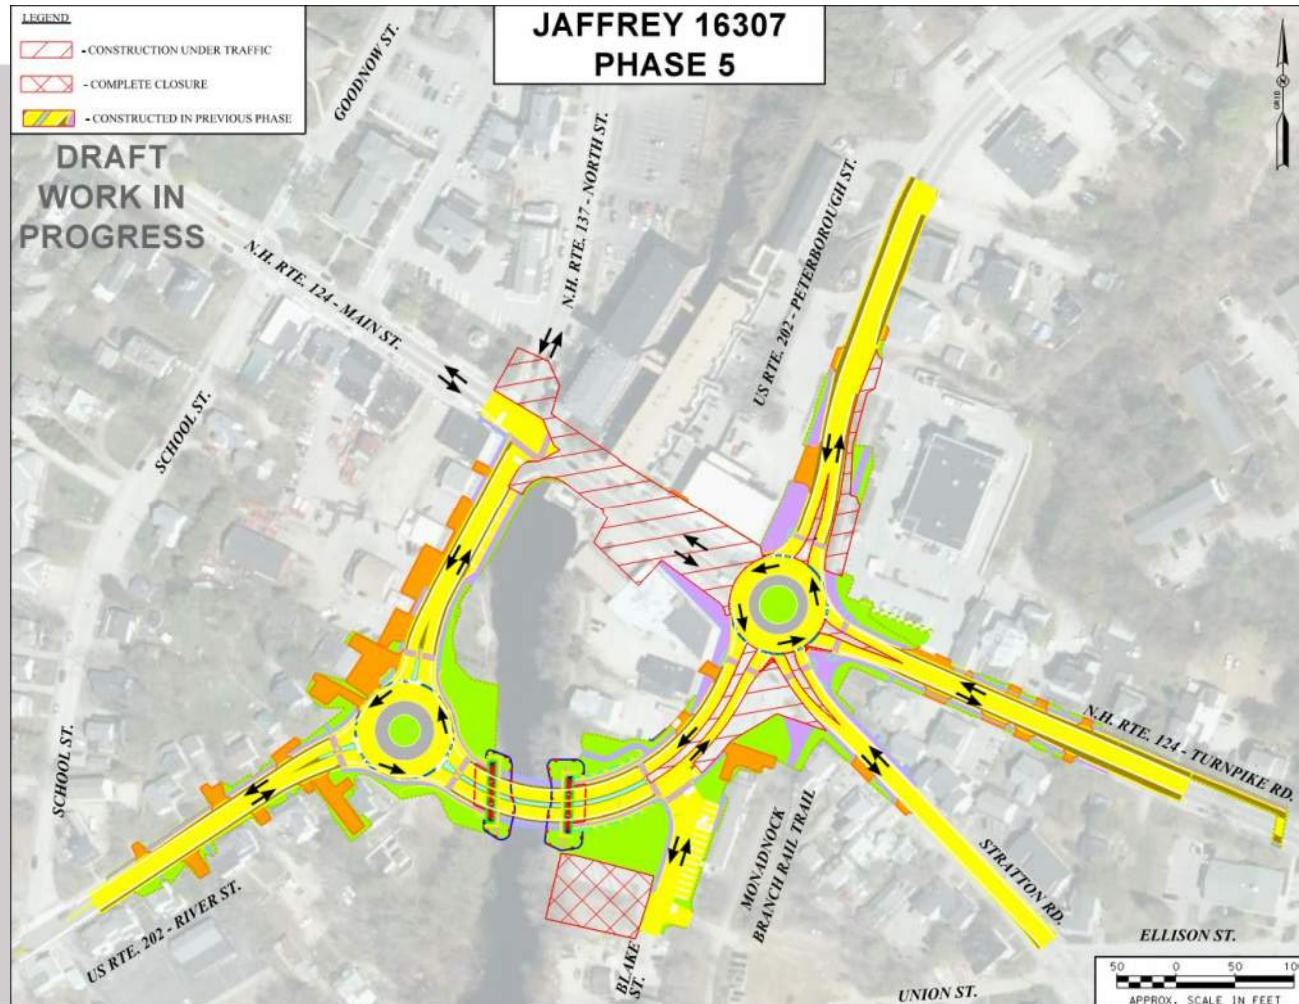 LEGEND
- CONSTRUCTION UNDER TRAFFIC
- COMPLETE CLOSURE
- CONSTRUCTED IN PREVIOUS PHASE
JAFFREY 16307
PHASE 5
DRAFT
WORK IN
PROGRESS
GOODNOW ST.
N.H. RTE. 137 - NORTH ST.
US RTE. 202 - PETERBOROUGH ST.
GRID
N.H. RTE. 124 - MAIN ST.
SCHOOL ST.
SCHOOL ST.
N.H. RTE. 124 - TURNPIKE RD.
STRATTON RD.
MONADNOCK
BRANCH RAIL TRAIL
US RTE. 202 - RIVER ST.
BLAKE
ST.
ELLISON ST.
UNION ST.
50 0 50 100
APPROX. SCALE IN FEET